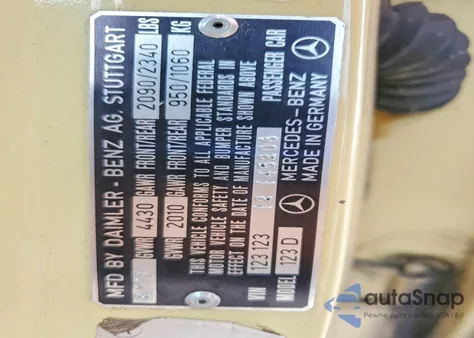 MFD BY DAIMLER - BENZ AG. STUTTGART
GVWR 4430 GAWR FRONT/REAR 2090/2340 LBS
GVWR 2010 GAWR FRONT/REAR 950/1060 KG
THIS VEHICLE CONFORMS TO ALL APPLICABLE FEDERAL
MOTOR VEHICLE SAFETY AND BUMPER STANDARDS IN
EFFECT ON THE DATE OF MANUFACTURE SHOWN ABOVE
VIN 123123 12 PASSENGER CAR
MODEL 123 D MERCEDES-BENZ
MADE IN GERMANY
autaSnap